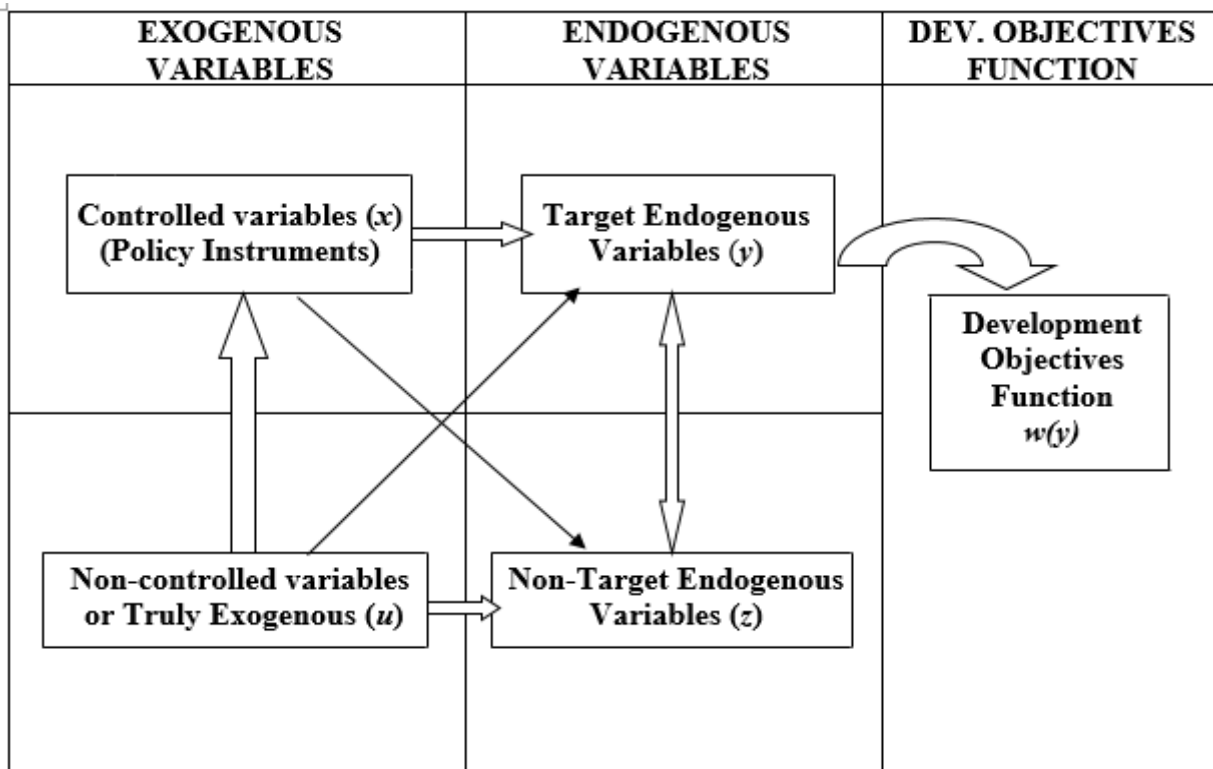 EXOGENOUS
VARIABLES
ENDOGENOUS
VARIABLES
DEV. OBJECTIVES
FUNCTION
Controlled variables (x)
(Policy Instruments)
Target Endogenous
Variables (y)
Development
Objectives
Function
w(y)
Non-controlled variables
or Truly Exogenous (u)
Non-Target Endogenous
Variables (z)